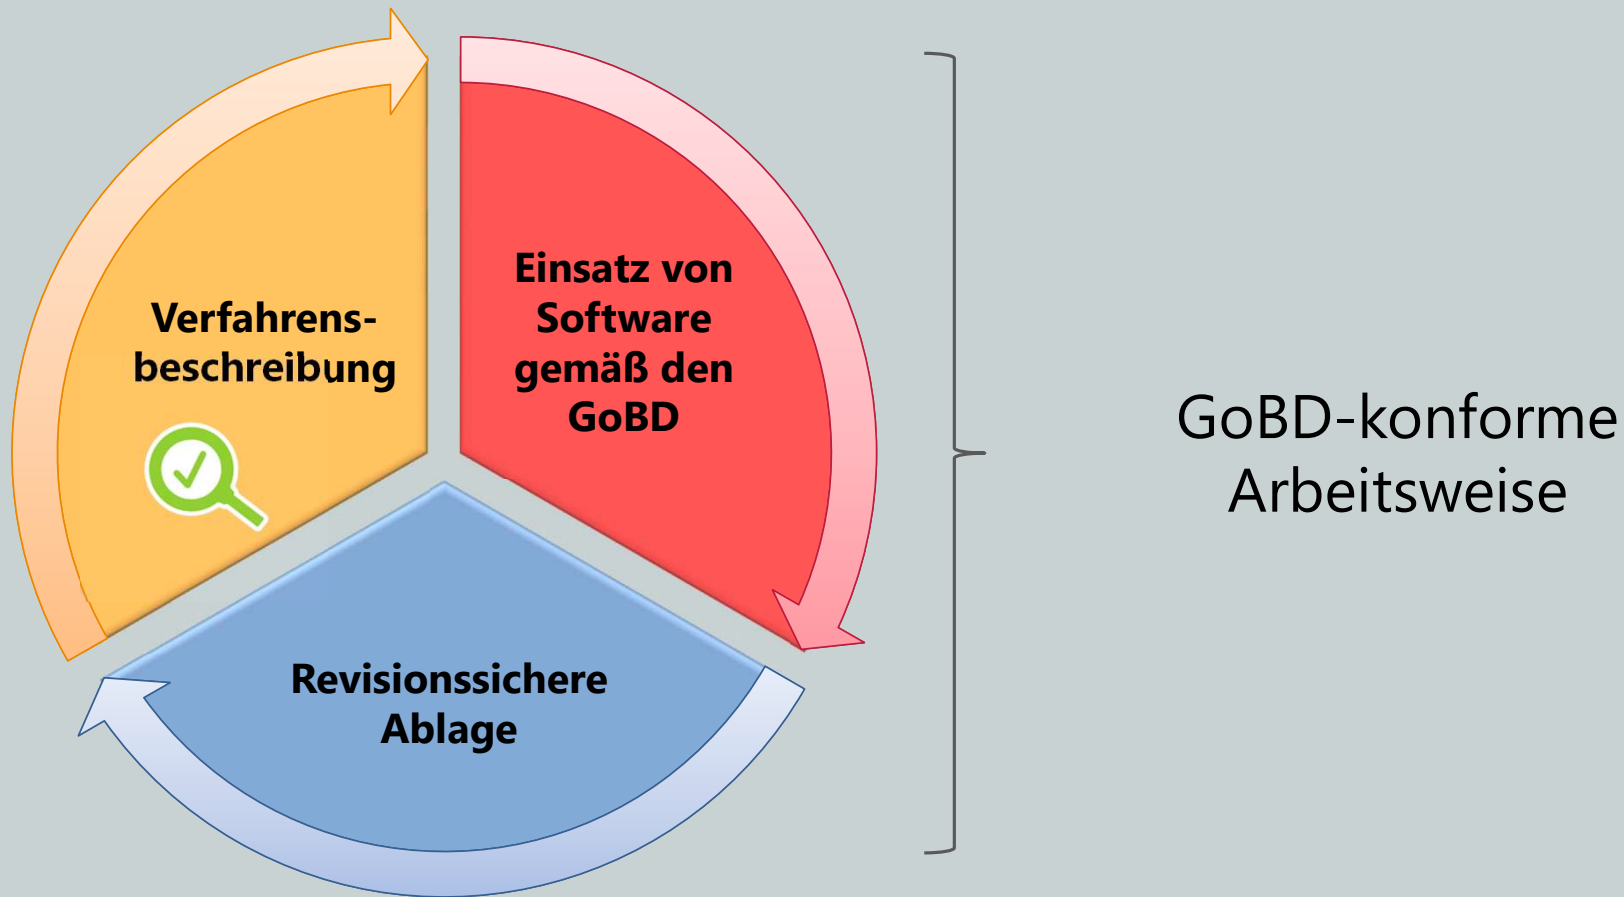 Verfahrens-
beschreibung
Einsatz von
Software
gemäß den
GoBD
Revisionssichere
Ablage
GoBD-konforme
Arbeitsweise